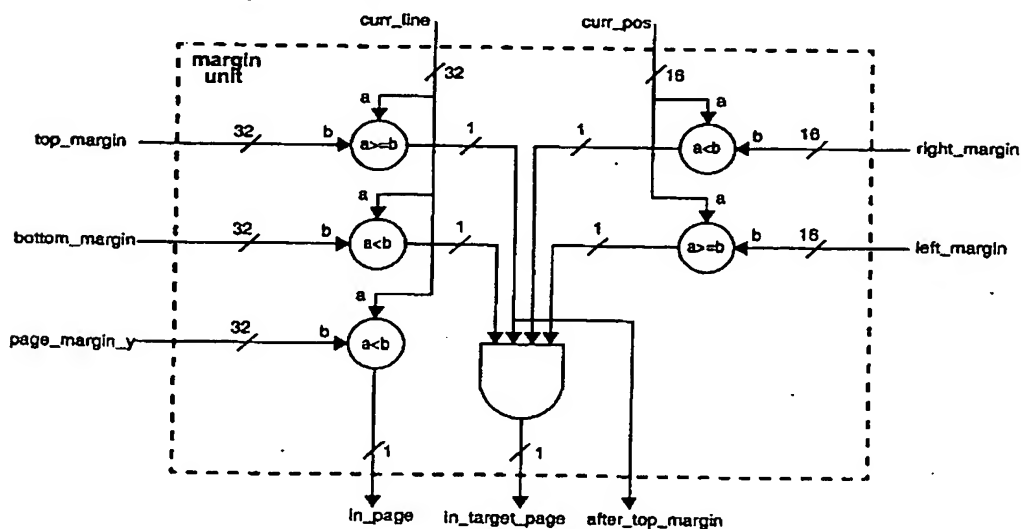 curr_line
curr_pos
margin
unit
32
16
a
a
top_margin
32
b
a>=b
1
1
a<b
b
16
right_margin
a
a
bottom_margin
32
b
a<b
1
1
a>=b
b
16
left_margin
a
page_margin_y
32
b
a<b
1
1
in_page
in_target_page
after_top_margin